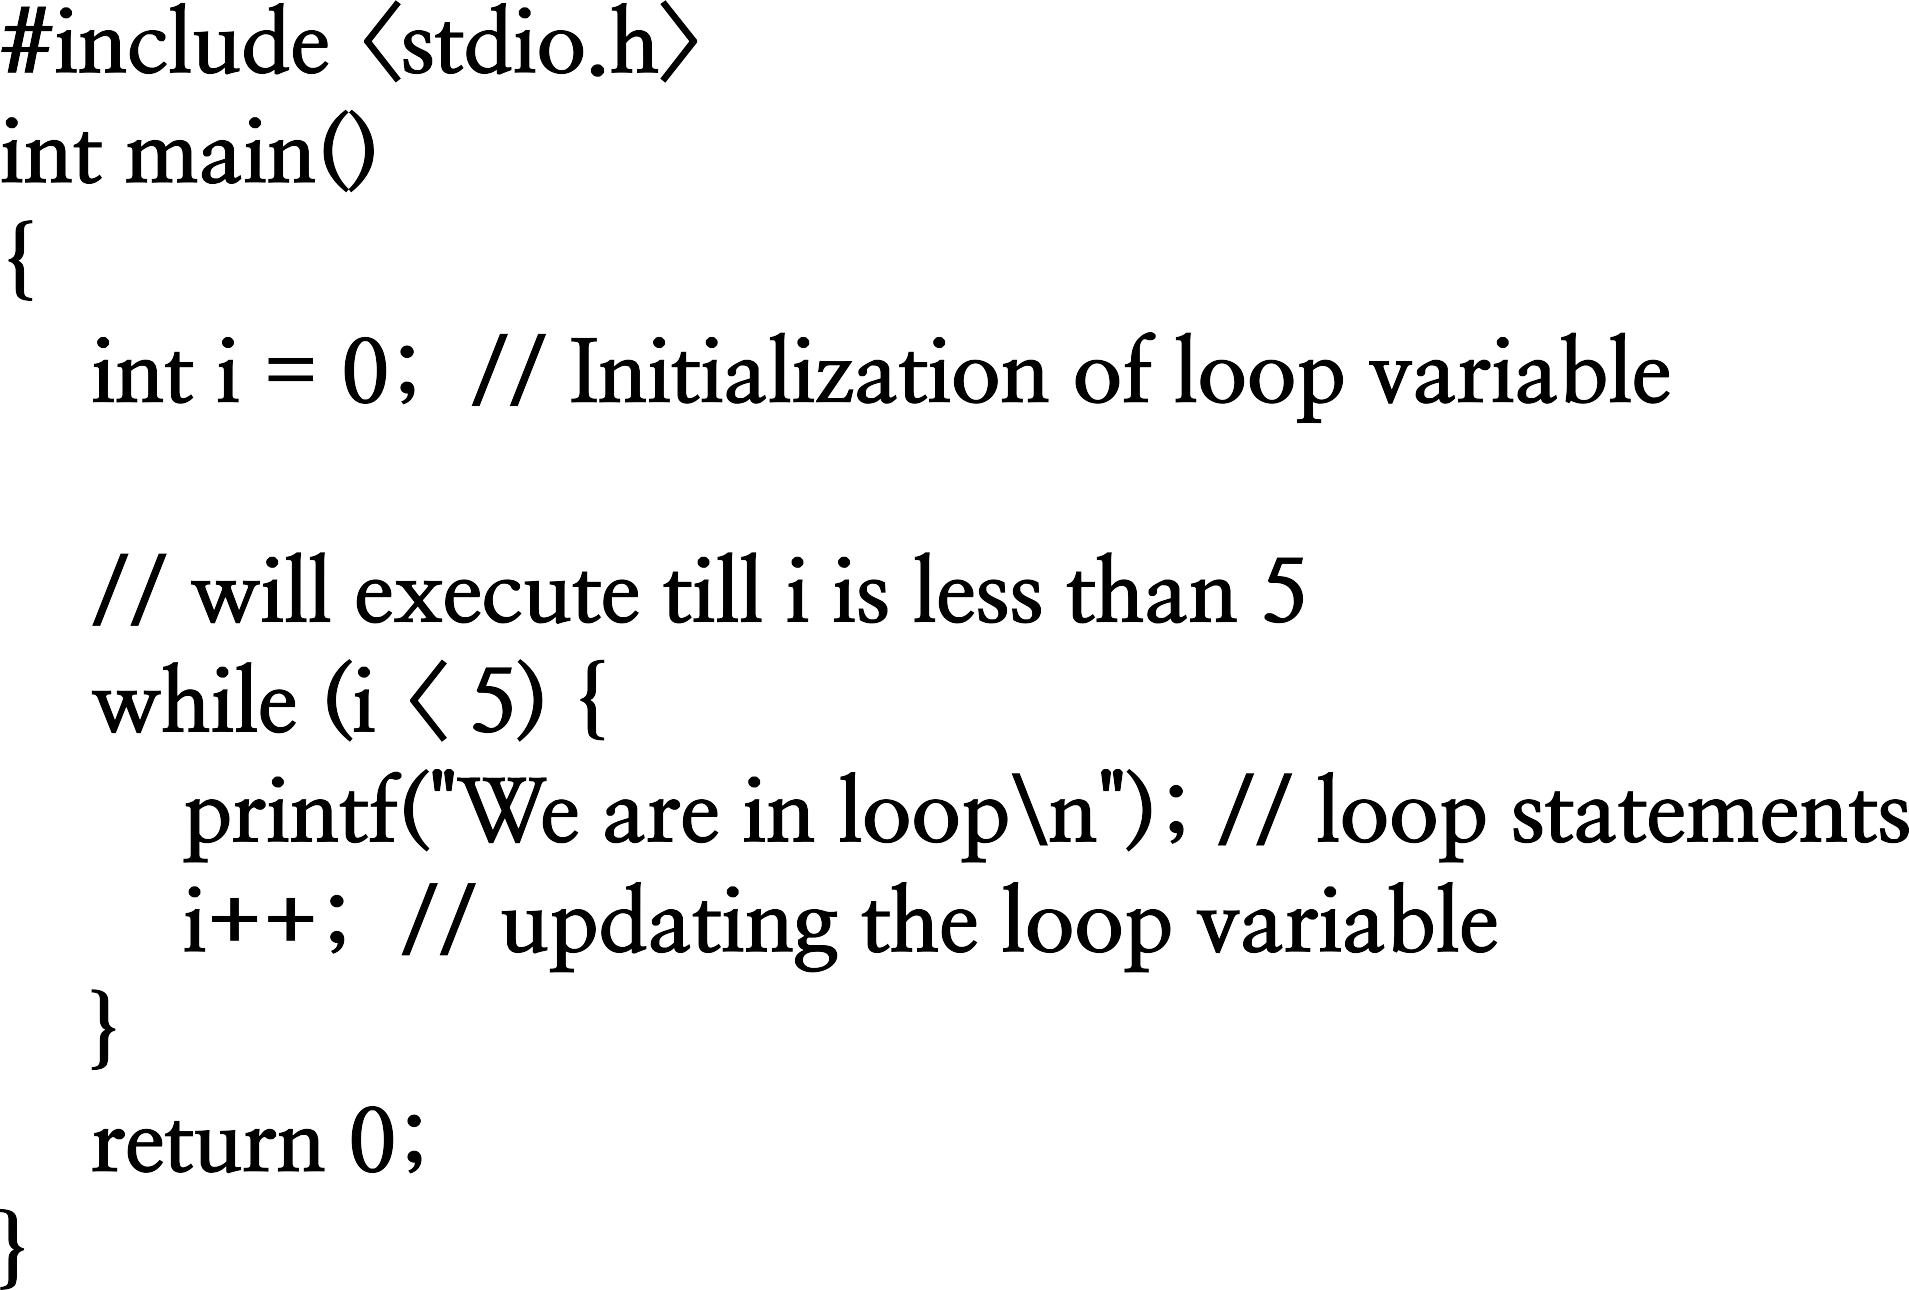 #include <stdio.h>
int main()
{
    int i = 0;  // Initialization of loop variable

    // will execute till i is less than 5
    while (i < 5) {
        printf("We are in loop\n"); // loop statements
        i++;  // updating the loop variable
    }
    return 0;
}